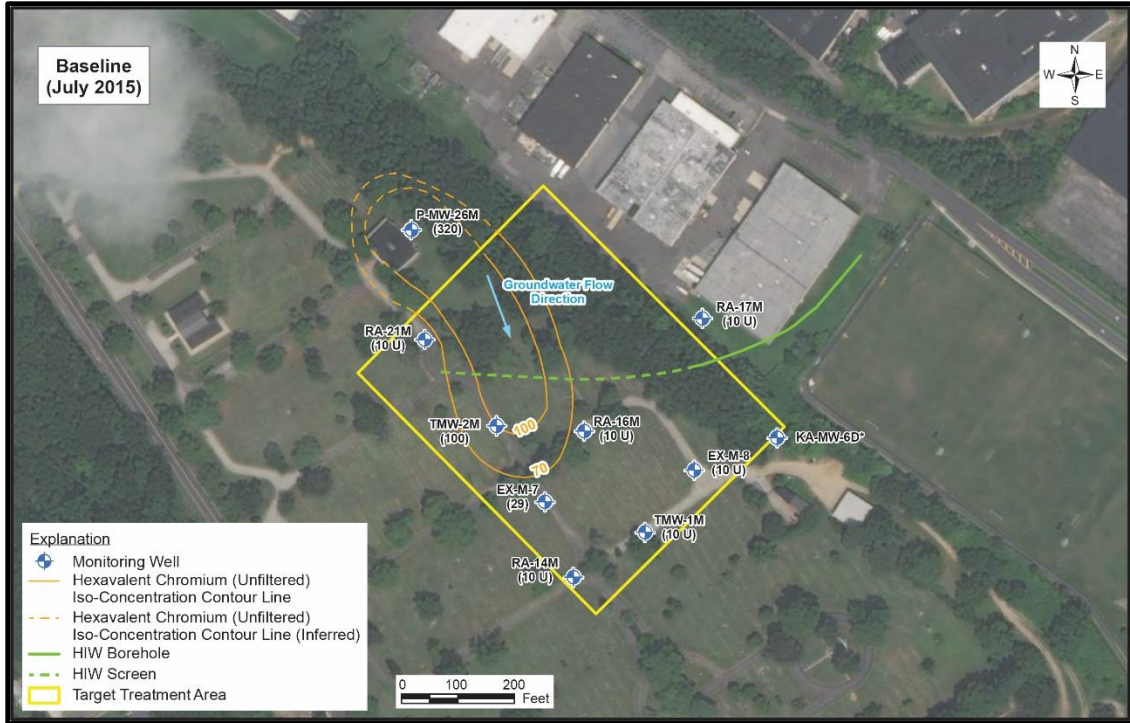 Baseline
(July 2015)
N
W E
S
P-MW-26M
(320)
Groundwater Flow
Direction
RA-17M
(10 U)
RA-21M
(10 U)
TMW-2M
(100)
100
RA-16M
(10 U)
KA-MW-6D*
70
EX-M-8
(10 U)
EX-M-7
(29)
TMW-1M
(10 U)
RA-14M
(10 U)
Explanation
Monitoring Well
Hexavalent Chromium (Unfiltered)
Iso-Concentration Contour Line
Hexavalent Chromium (Unfiltered)
Iso-Concentration Contour Line (Inferred)
HIW Borehole
HIW Screen
Target Treatment Area
0 100 200
Feet